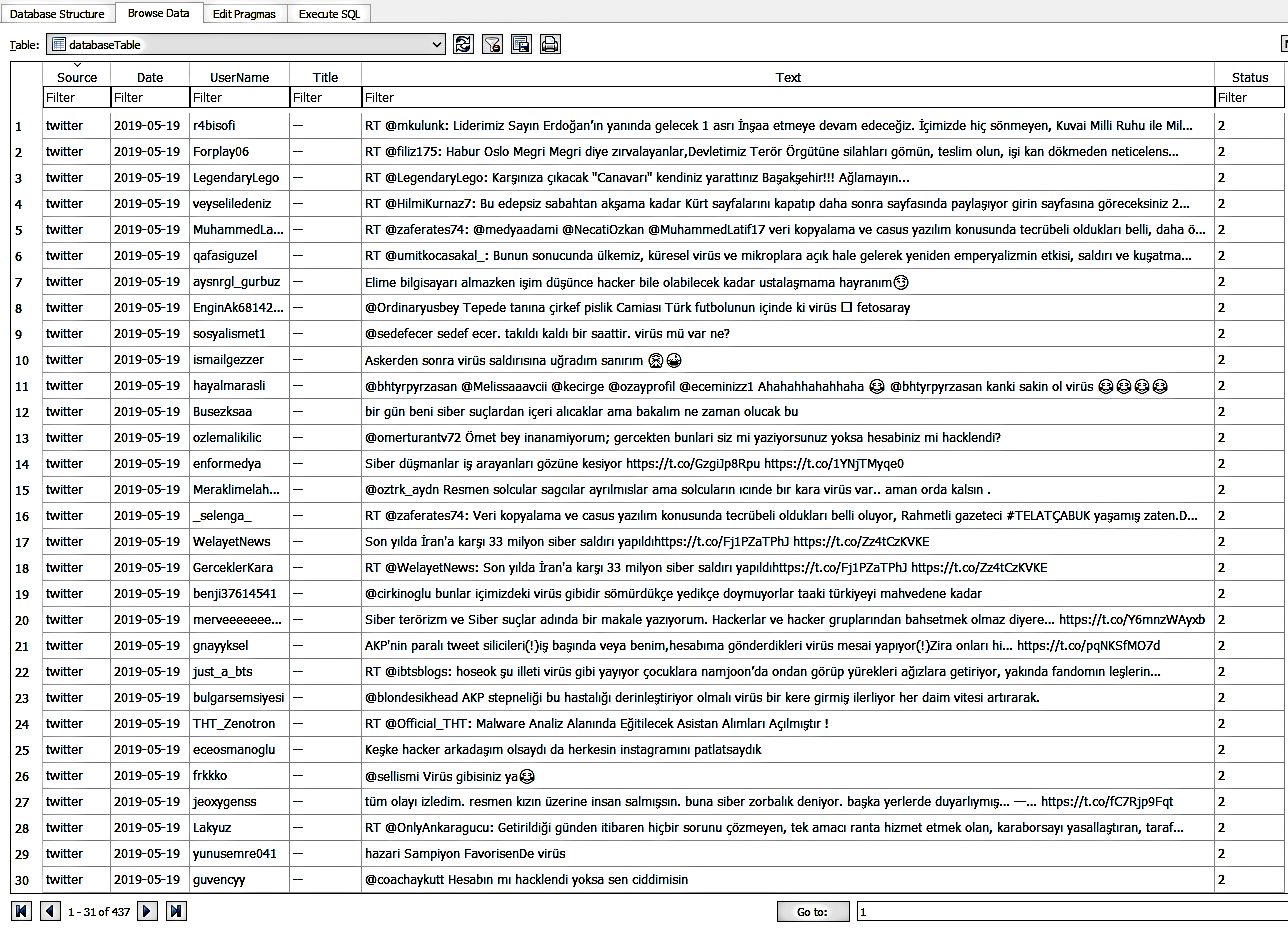 Database Structure Browse Data Edit Pragmas Execute SQL
Table: databaseTable
Source Date UserName Title Text Status
Filter Filter Filter Filter Filter Filter
1 twitter 2019-05-19 r4bisofi -- RT @mkulunk: Liderimiz Sayın Erdoğan’ın yanında gelecek 1 asrı İnşaa etmeye devam edeceğiz. İçimizde hiç sönmeyen, Kuvai Milli Ruhu ile Mil... 2
2 twitter 2019-05-19 Forplay06 -- RT @filiz175: Habur Oslo Megri Megri diye zırvalayanlar,Devletimiz Terör Örgütüne silahları gömün, teslim olun, işi kan dökmeden neticelens... 2
3 twitter 2019-05-19 LegendaryLego -- RT @LegendaryLego: Karşınıza çıkacak "Canavarı" kendiniz yarattınız Başakşehir!!! Ağlamayın... 2
4 twitter 2019-05-19 veyseliledeniz -- RT @HilmiKurnaz7: Bu edepsiz sabahtan akşama kadar Kürt sayfalarını kapatıp daha sonra sayfasında paylaşıyor girin sayfasına göreceksiniz 2... 2
5 twitter 2019-05-19 MuhammedLa... -- RT @zaferates74: @medyaadami @NecatiOzkan @MuhammedLatif17 veri kopyalama ve casus yazılım konusunda tecrübeli oldukları belli, daha ö... 2
6 twitter 2019-05-19 qafasiguzel -- RT @umitkocasakal_: Bunun sonucunda ülkemiz, küresel virüs ve mikroplara açık hale gelerek yeniden emperyalizmin etkisi, saldırı ve kuşatma... 2
7 twitter 2019-05-19 aysnrgl_gurbuz -- Elime bilgisayarı almazken işim düşünce hacker bile olabilecek kadar ustalaşmama hayranım😏 2
8 twitter 2019-05-19 EnginAk68142... -- @Ordinaryusbey Tepede tanına çirkef pislik Camiası Türk futbolunun içinde ki virüs □ fetosaray 2
9 twitter 2019-05-19 sosyalismet1 -- @sedefecer sedef ecer. takıldı kaldı bir saattir. virüs mü var ne? 2
10 twitter 2019-05-19 ismailgezzer -- Askerden sonra virüs saldırısına uğradım sanırım 2
11 twitter 2019-05-19 hayalmarasli -- @bhtyrpyrzasan @Melissaaavcii @kecirge @ozayprofil @eceminizz1 Ahahahhahahhaha 😂 @bhtyrpyrzasan kanki sakin ol virüs 😂😂😂😂 2
12 twitter 2019-05-19 Busezksaa -- bir gün beni siber suçlardan içeri alıcaklar ama bakalım ne zaman olucak bu 2
13 twitter 2019-05-19 ozlemalikilic -- @omerturantv72 Ömet bey inanamiyorum; gercekten bunlari siz mi yaziyorsunuz yoksa hesabiniz mi hacklendi? 2
14 twitter 2019-05-19 enformedya -- Siber düşmanlar iş arayanları gözüne kesiyor https://t.co/GzgiJp8Rpu https://t.co/1YNjTMyqe0 2
15 twitter 2019-05-19 Meraklimelah... -- @oztrk_aydn Resmen solcular sagcılar ayrılmıslar ama solcuların ıcınde bır kara virüs var.. aman orda kalsın . 2
16 twitter 2019-05-19 _selenga_ -- RT @zaferates74: Veri kopyalama ve casus yazılım konusunda tecrübeli oldukları belli oluyor, Rahmetli gazeteci #TELATÇABUK yaşamış zaten.D... 2
17 twitter 2019-05-19 WelayetNews -- Son yılda İran'a karşı 33 milyon siber saldırı yapıldıhttps://t.co/Fj1PZaTPhJ https://t.co/Zz4tCzKVKE 2
18 twitter 2019-05-19 GerceklerKara -- RT @WelayetNews: Son yılda İran'a karşı 33 milyon siber saldırı yapıldıhttps://t.co/Fj1PZaTPhJ https://t.co/Zz4tCzKVKE 2
19 twitter 2019-05-19 benji37614541 -- @cirkinoglu bunlar içimizdeki virüs gibidir sömürdükçe yedikçe doymuyorlar taaki türkiyeyi mahvedene kadar 2
20 twitter 2019-05-19 merveeeeeee... -- Siber terörizm ve Siber suçlar adında bir makale yazıyorum. Hackerlar ve hacker gruplarından bahsetmek olmaz diyere... https://t.co/Y6mnzWAyxb 2
21 twitter 2019-05-19 gnayyksel -- AKP'nin paralı tweet silicileri(!)iş başında veya benim,hesabıma gönderdikleri virüs mesai yapıyor(!)Zira onları hi... https://t.co/pqNKSfMO7d 2
22 twitter 2019-05-19 just_a_bts -- RT @ibtsblogs: hoseok şu illeti virüs gibi yayıyor çocuklara namjoon’da ondan görüp yürekleri ağızlara getiriyor, yakında fandomın leşlerin... 2
23 twitter 2019-05-19 bulgarsemsiyesi -- @blondesikhead AKP stepneliği bu hastalığı derinleştiriyor olmalı virüs bir kere girmiş ilerliyor her daim vitesi artırarak. 2
24 twitter 2019-05-19 THT_Zenotron -- RT @Official_THT: Malware Analiz Alanında Eğitilecek Asistan Alımları Açılmıştır ! 2
25 twitter 2019-05-19 eceosmanoglu -- Keşke hacker arkadaşım olsaydı da herkesin instagramını patlatsaydık 2
26 twitter 2019-05-19 frkkko -- @sellismi Virüs gibisiniz ya😂 2
27 twitter 2019-05-19 jeoxygenss -- tüm olayı izledim. resmen kızın üzerine insan salmışsın. buna siber zorbalık deniyor. başka yerlerde duyarlıymış... —... https://t.co/fC7Rjp9Fqt 2
28 twitter 2019-05-19 Lakyuz -- RT @OnlyAnkaragucu: Getirildiği günden itibaren hiçbir sorunu çözmeyen, tek amacı ranta hizmet etmek olan, karaborsayı yasallaştıran, taraf... 2
29 twitter 2019-05-19 yunusemre041 -- hazari Sampiyon FavorisenDe virüs 2
30 twitter 2019-05-19 guvencyy -- @coachaykutt Hesabın mı hacklendi yoksa sen ciddimisin 2
1 - 31 of 437 Go to: 1